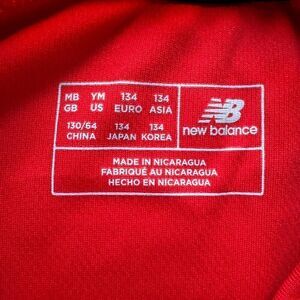 MB YM 134 134
GB US EURO ASIA
130/64 134 134
CHINA JAPAN KOREA
NB
new balance
MADE IN NICARAGUA
FABRIQUÉ AU NICARAGUA
HECHO EN NICARAGUA